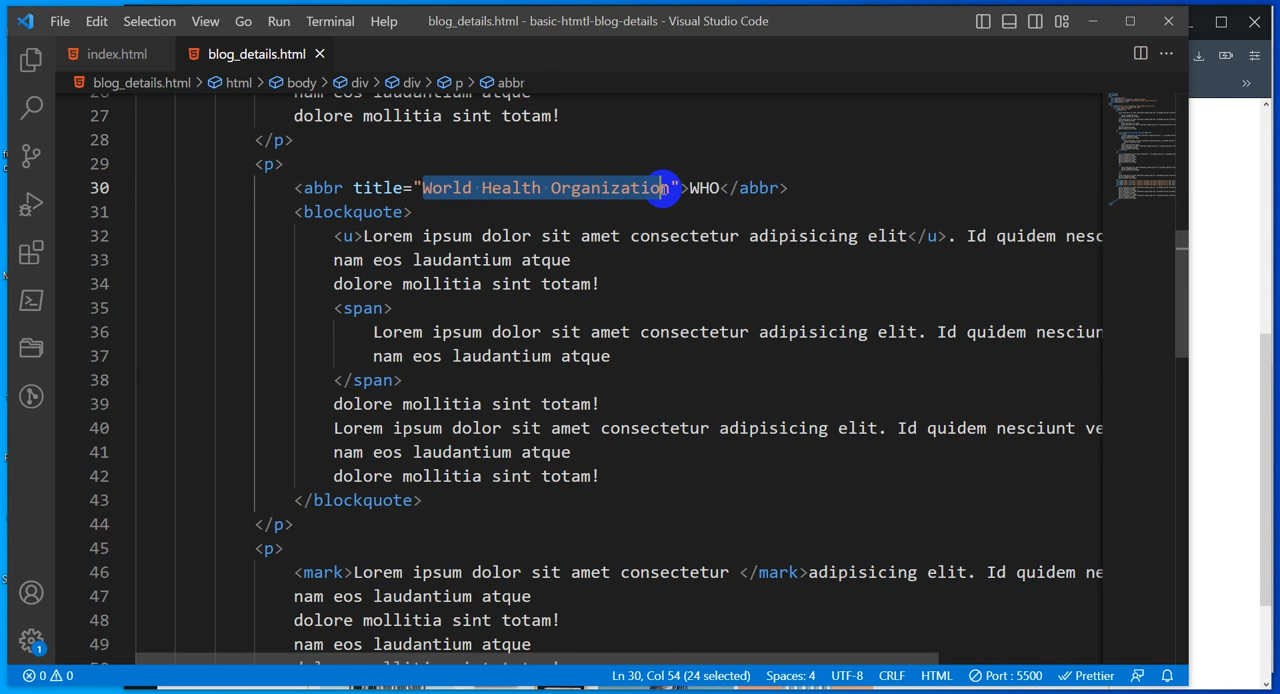 File Edit Selection View Go Run Terminal Help blog_details.html - basic-htmtl-blog-details - Visual Studio Code
index.html blog_details.html
blog_details.html > html > body > div > div > p > abbr
27 dolore mollitia sint totam!
28 </p>
29 <p>
30 <abbr title="World Health Organization">WHO</abbr>
31 <blockquote>
32 <u>Lorem ipsum dolor sit amet consectetur adipisicing elit</u>. Id quidem nesc
33 nam eos laudantium atque
34 dolore mollitia sint totam!
35 <span>
36 Lorem ipsum dolor sit amet consectetur adipisicing elit. Id quidem nesciun
37 nam eos laudantium atque
38 </span>
39 dolore mollitia sint totam!
40 Lorem ipsum dolor sit amet consectetur adipisicing elit. Id quidem nesciunt ve
41 nam eos laudantium atque
42 dolore mollitia sint totam!
43 </blockquote>
44 </p>
45 <p>
46 <mark>Lorem ipsum dolor sit amet consectetur </mark>adipisicing elit. Id quidem ne
47 nam eos laudantium atque
48 dolore mollitia sint totam!
49 nam eos laudantium atque
1
0 0 Ln 30, Col 54 (24 selected) Spaces: 4 UTF-8 CRLF HTML Port : 5500 Prettier